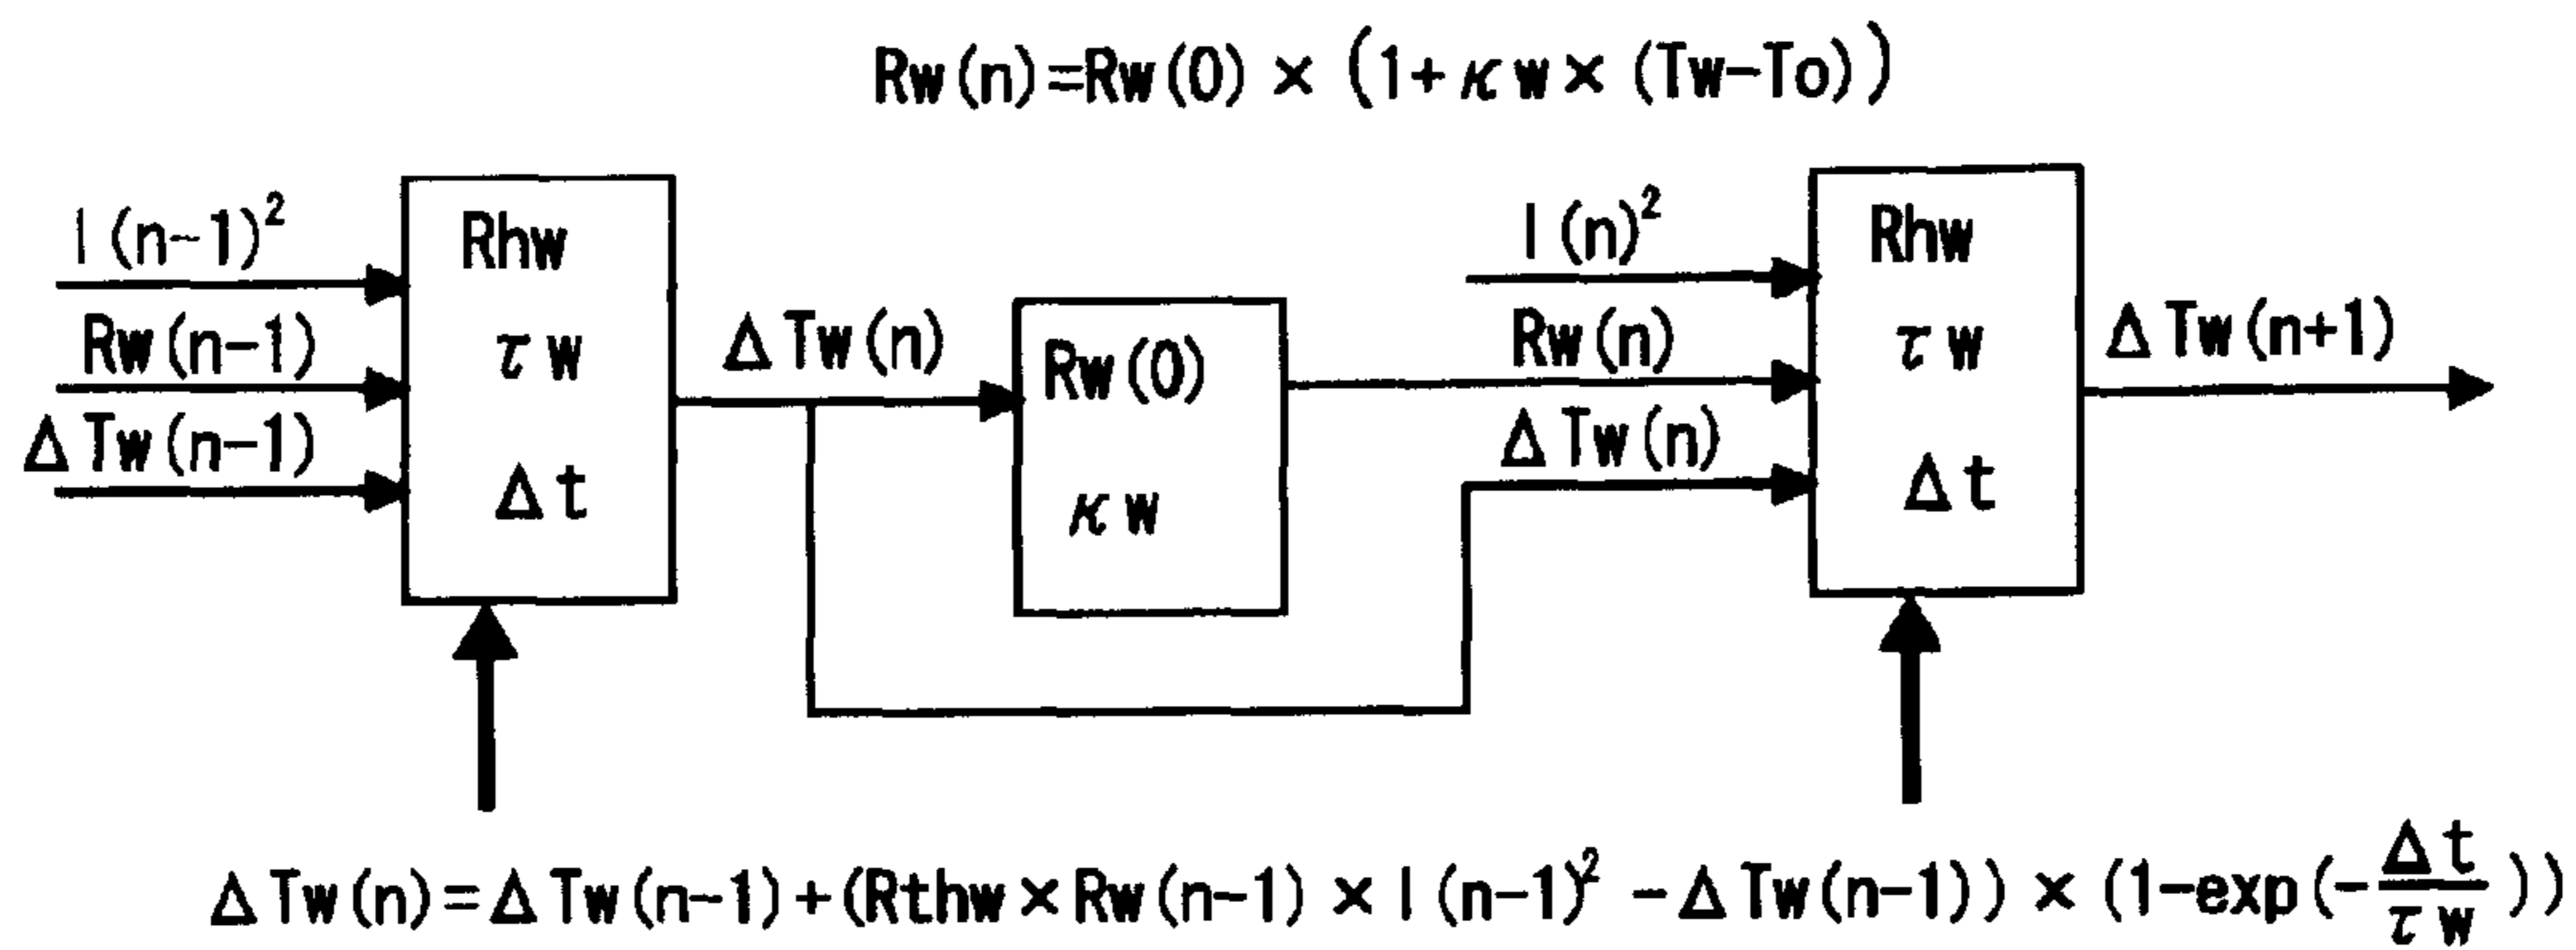 Rw(n)=Rw(0)×(1+κw×(Tw-To))
I(n-1)²
Rw(n-1)
ΔTw(n-1)
Rhw
τw
Δt
ΔTw(n)
Rw(0)
κw
I(n)²
Rw(n)
ΔTw(n)
Rhw
τw
Δt
ΔTw(n+1)
ΔTw(n)=ΔTw(n-1)+(Rthw×Rw(n-1)×I(n-1)²-ΔTw(n-1))×(1-exp(-Δt/τw))